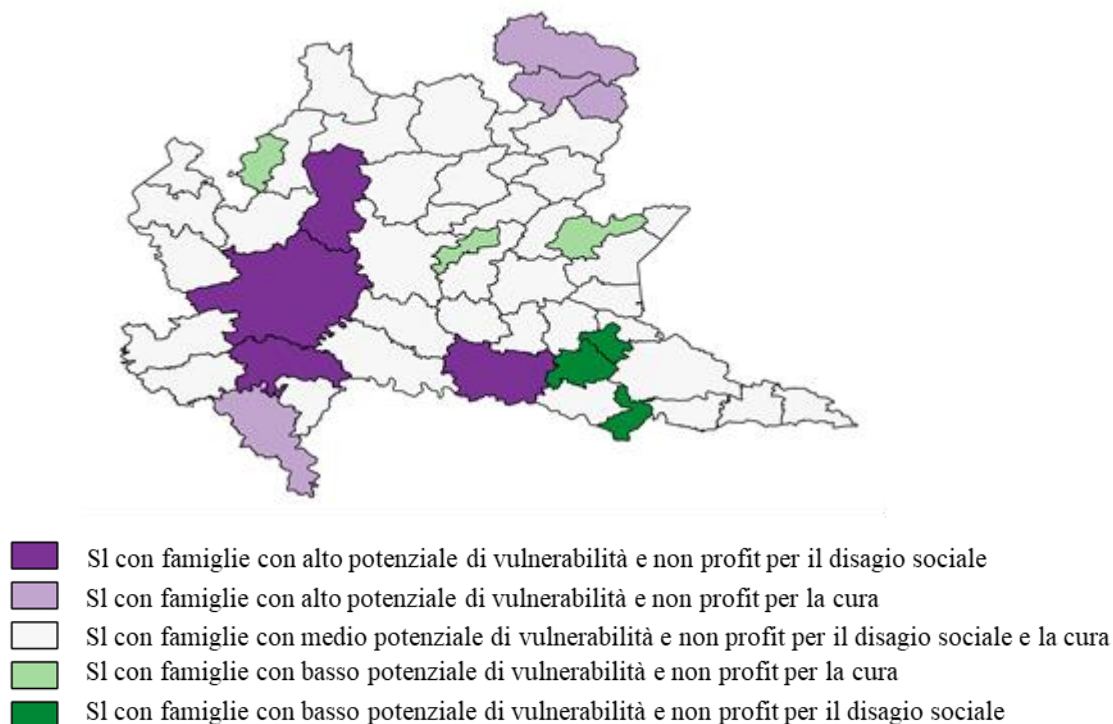 Sl con famiglie con alto potenziale di vulnerabilità e non profit per il disagio sociale
Sl con famiglie con alto potenziale di vulnerabilità e non profit per la cura
Sl con famiglie con medio potenziale di vulnerabilità e non profit per il disagio sociale e la cura
Sl con famiglie con basso potenziale di vulnerabilità e non profit per la cura
Sl con famiglie con basso potenziale di vulnerabilità e non profit per il disagio sociale